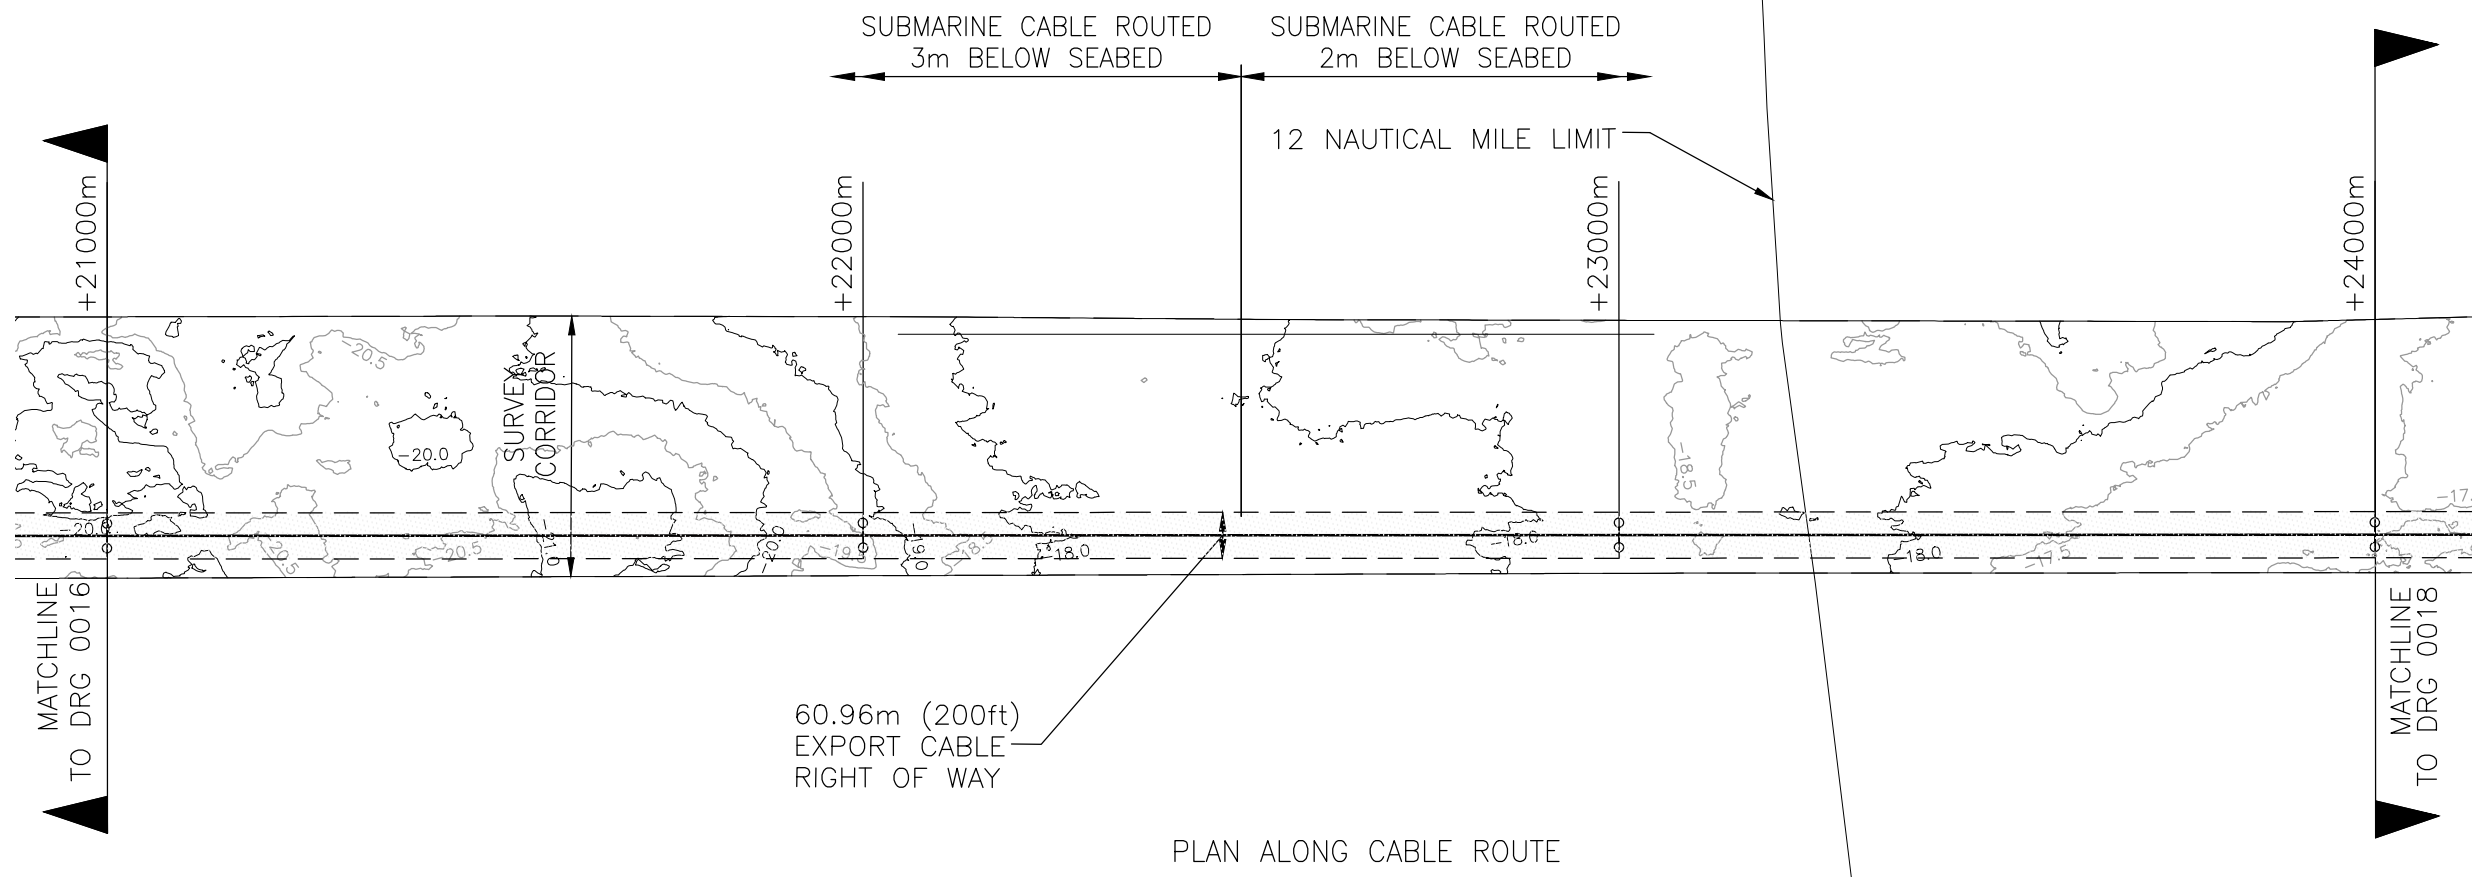 SUBMARINE CABLE ROUTED
3m BELOW SEABED
SUBMARINE CABLE ROUTED
2m BELOW SEABED
12 NAUTICAL MILE LIMIT
+21000m
+22000m
+23000m
+24000m
SURVEY
CORRIDOR
-20.5
-20.0
-18.5
-20.0
-20.5
-20.5
-19.0
-20.0
-19.5
-19.0
-18.5
-18.0
-18.0
-18.0
-17.5
MATCHLINE
TO DRG 0016
MATCHLINE
TO DRG 0018
60.96m (200ft)
EXPORT CABLE
RIGHT OF WAY
PLAN ALONG CABLE ROUTE